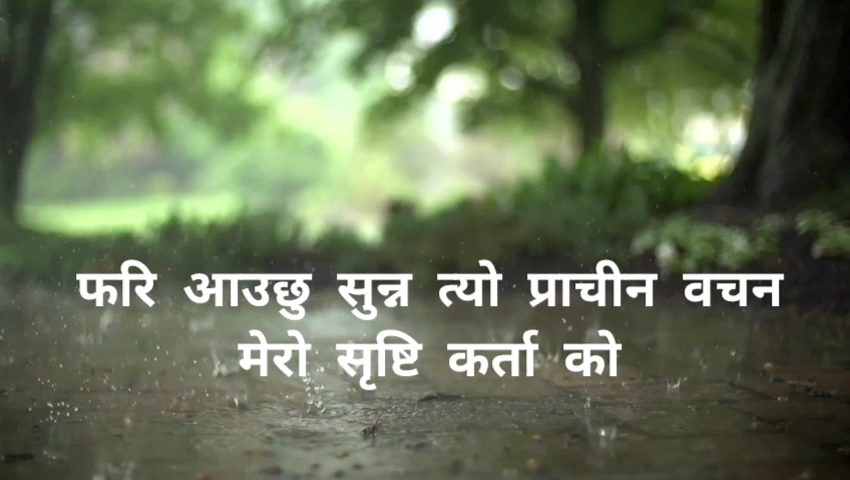 फरि आउछु सुन्न त्यो प्राचीन वचन
मेरो सृष्टि कर्ता को